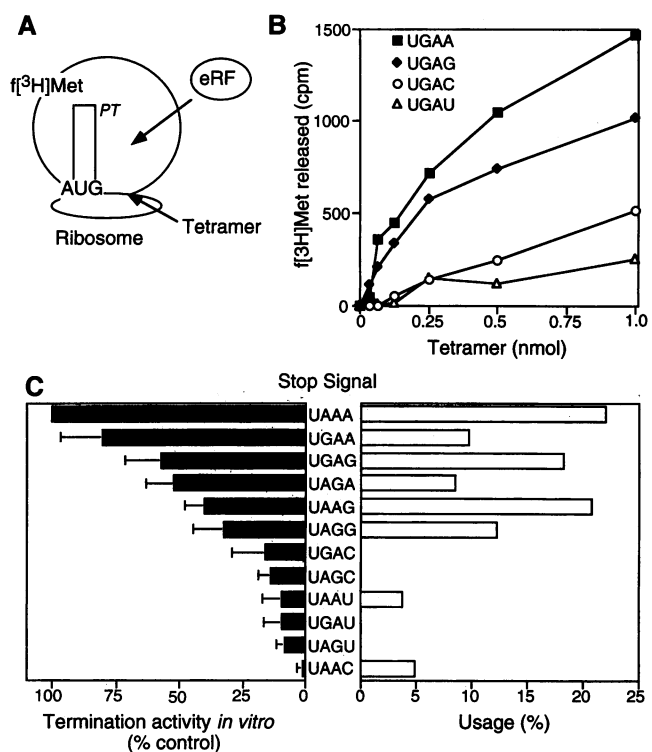 A
f[³H]Met
eRF
PT
AUG
Tetramer
Ribosome
B
UGAA
UGAG
UGAC
UGAU
1500
1000
500
0
f[3H]Met released (cpm)
0 0.25 0.5 0.75 1.0
Tetramer (nmol)
C
Stop Signal
UAAA
UGAA
UGAG
UAGA
UAAG
UAGG
UGAC
UAGC
UAAU
UGAU
UAGU
UAAC
100 75 50 25 0
0 5 10 15 20 25
Termination activity in vitro
(% control)
Usage (%)